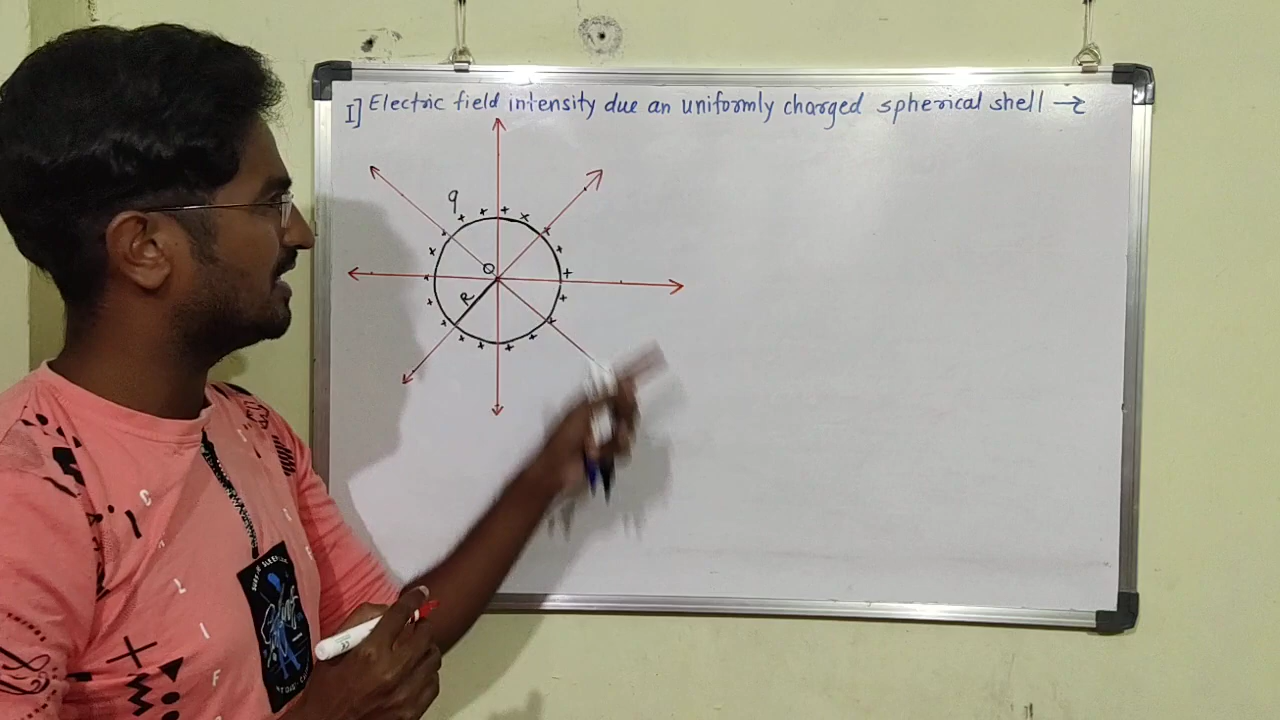 I] Electric field intensity due an uniformly charged spherical shell →
q
O
R